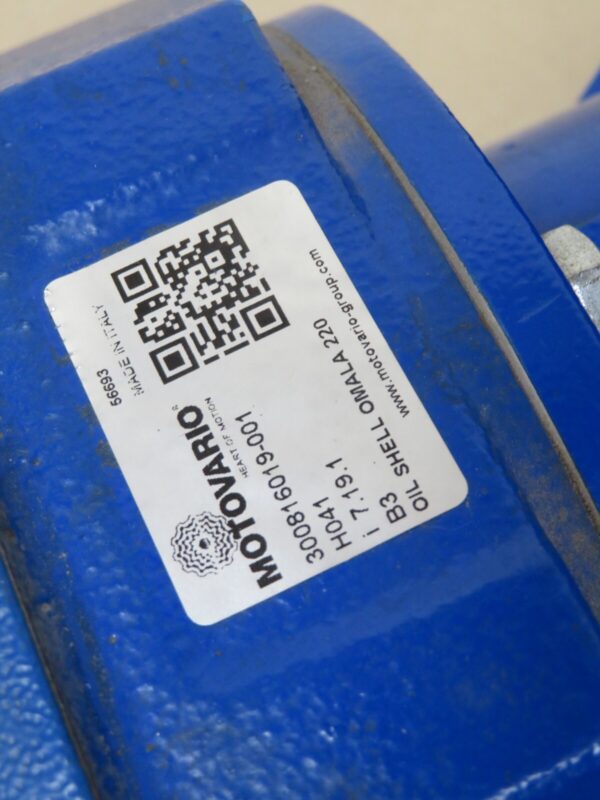 MOTOVARIO®
HEART OF MOTION
300816019-001
H041
i 7.19.1
B3
OIL SHELL OMALA 220
www.motovario-group.com
56693
MADE IN ITALY